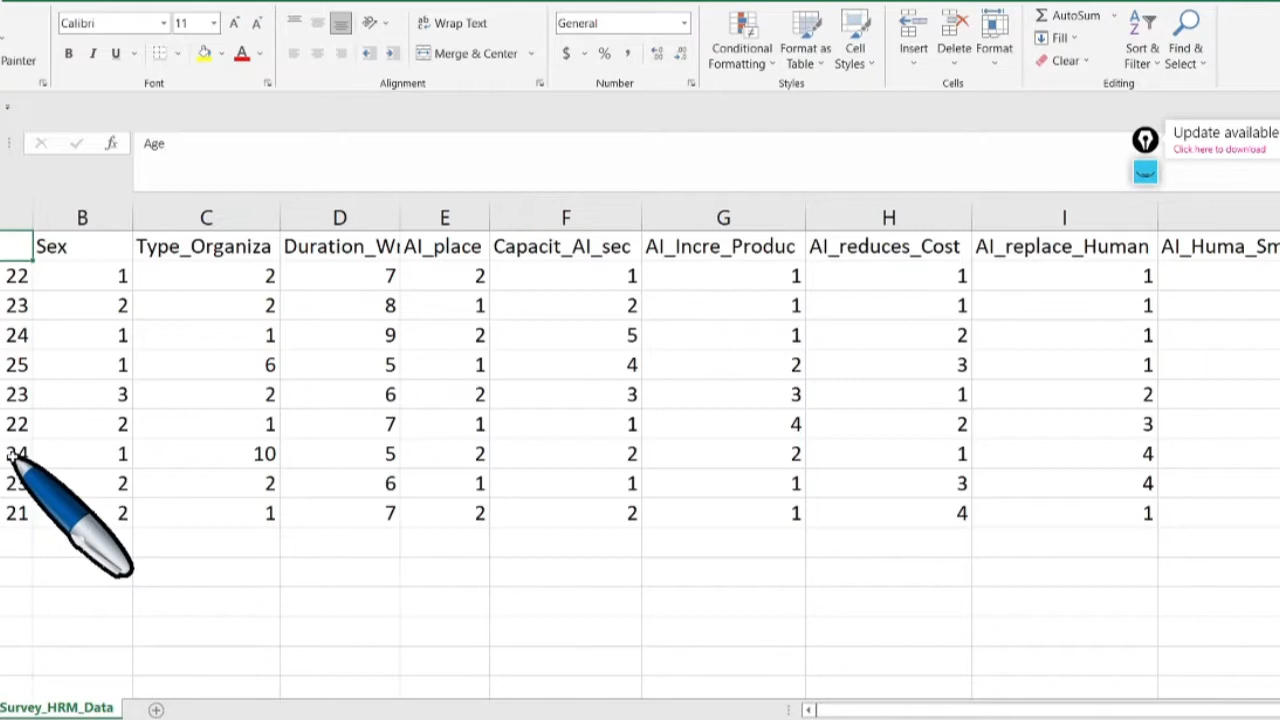 Calibri 11 A A Wrap Text General Conditional Formatting Format as Table Cell Styles Insert Delete Format AutoSum Fill Clear Sort & Filter Find & Select
Painter B I U A Merge & Center $ % ,
Font Alignment Number Styles Cells Editing
fx Age
Update available
Click here to download
B C D E F G H I
Sex Type_Organiza Duration_W AI_place Capacit_AI_sec AI_Incre_Produc AI_reduces_Cost AI_replace_Human AI_Huma_Sm
22 1 2 7 2 1 1 1 1
23 2 2 8 1 2 1 1 1
24 1 1 9 2 5 1 2 1
25 1 6 5 1 4 2 3 1
23 3 2 6 2 3 3 1 2
22 2 1 7 1 1 4 2 3
24 1 10 5 2 2 2 1 4
2 2 2 6 1 1 1 3 4
21 2 1 7 2 2 1 4 1
Survey_HRM_Data